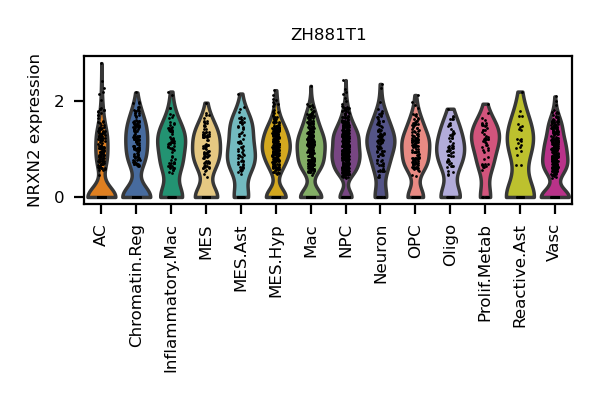 ZH881T1
NRXN2 expression
2
0
AC
Chromatin.Reg
Inflammatory.Mac
MES
MES.Ast
MES.Hyp
Mac
NPC
Neuron
OPC
Oligo
Prolif.Metab
Reactive.Ast
Vasc